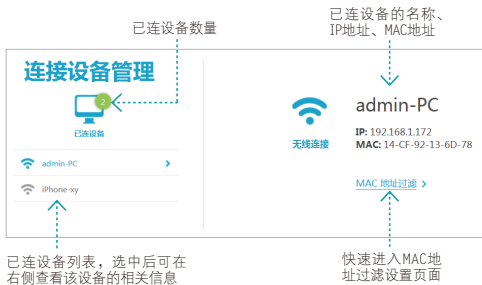 已连设备数量
已连设备的名称、
IP地址、MAC地址
连接设备管理
2
已连设备
admin-PC
iPhone-xy
无线连接
admin-PC
IP: 192.168.1.172
MAC: 14-CF-92-13-6D-78
MAC 地址过滤
已连设备列表，选中后可在
右侧查看该设备的相关信息
快速进入MAC地
址过滤设置页面